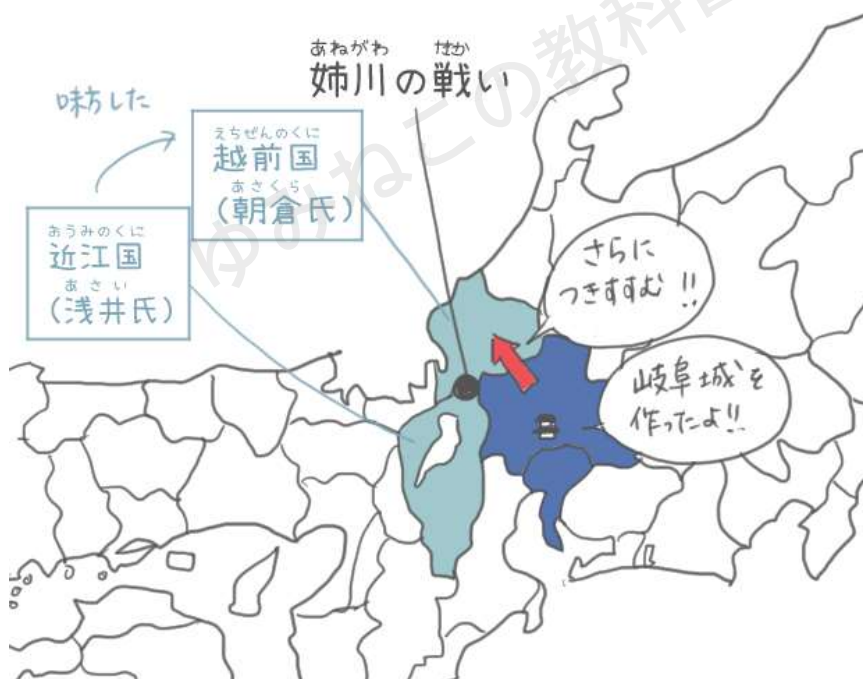 あねがわ たたか
姉川の戦い
味方した
えちぜんのくに
越前国
あさくら
(朝倉氏)
おうみのくに
近江国
あさい
(浅井氏)
さらに
つきすすむ!!
岐阜城を
作ったよ!!
ゆみねこの教科書